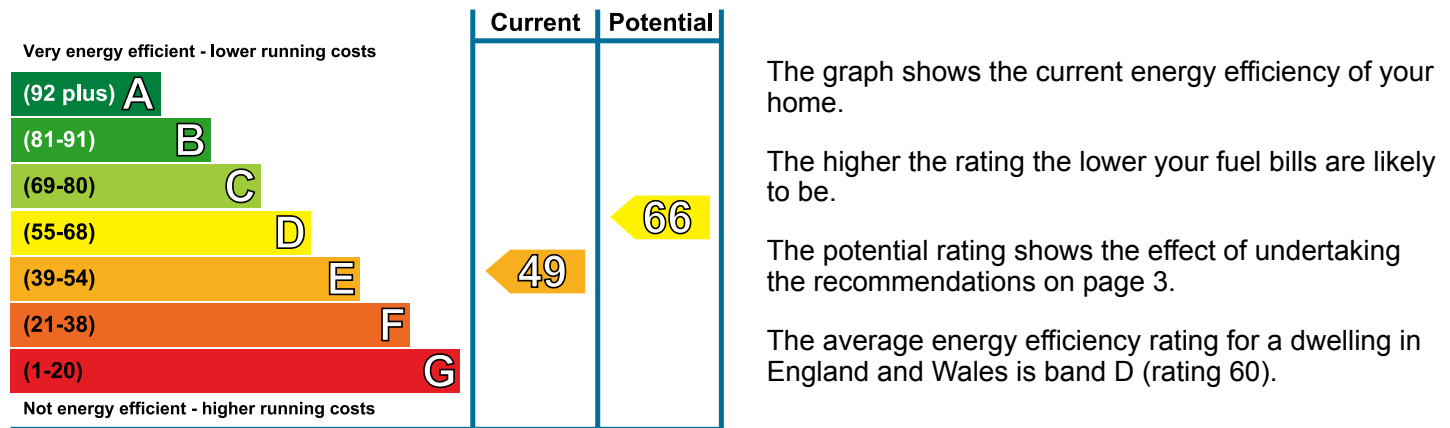 Current Potential
Very energy efficient - lower running costs
(92 plus) A
(81-91) B
(69-80) C
(55-68) D
66
(39-54) E
49
(21-38) F
(1-20) G
Not energy efficient - higher running costs
The graph shows the current energy efficiency of your
home.
The higher the rating the lower your fuel bills are likely
to be.
The potential rating shows the effect of undertaking
the recommendations on page 3.
The average energy efficiency rating for a dwelling in
England and Wales is band D (rating 60).